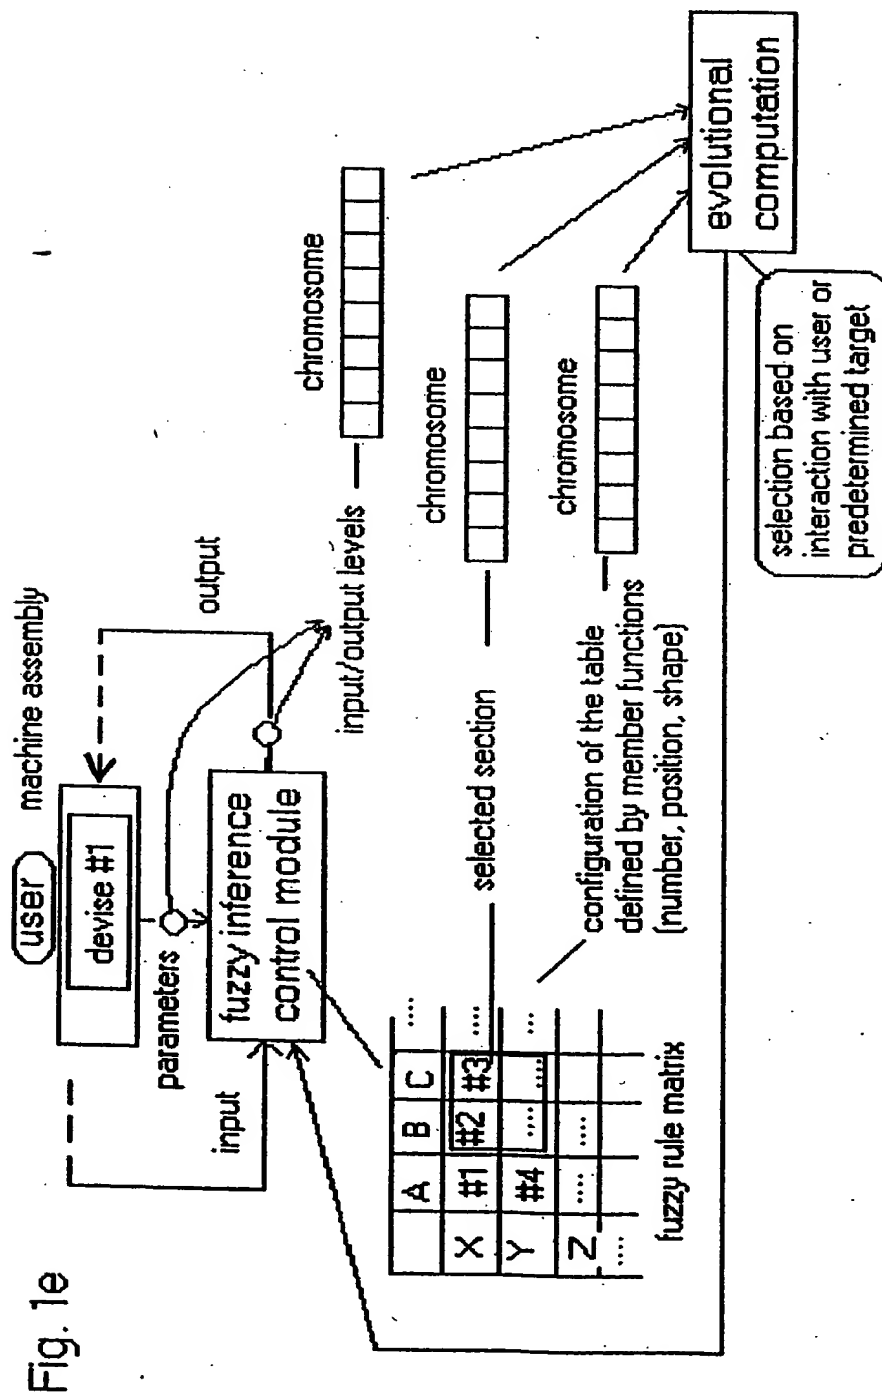 Fig. 1e
user
machine assembly
devise #1
parameters
output
input
fuzzy inference
control module
input/output levels
chromosome
A B C ....
X #1 #2 #3 ....
Y #4 .... .... ...
Z .... ....
....
fuzzy rule matrix
selected section
chromosome
configuration of the table
defined by member functions
(number, position, shape)
chromosome
evolutional
computation
selection based on
interaction with user or
predetermined target